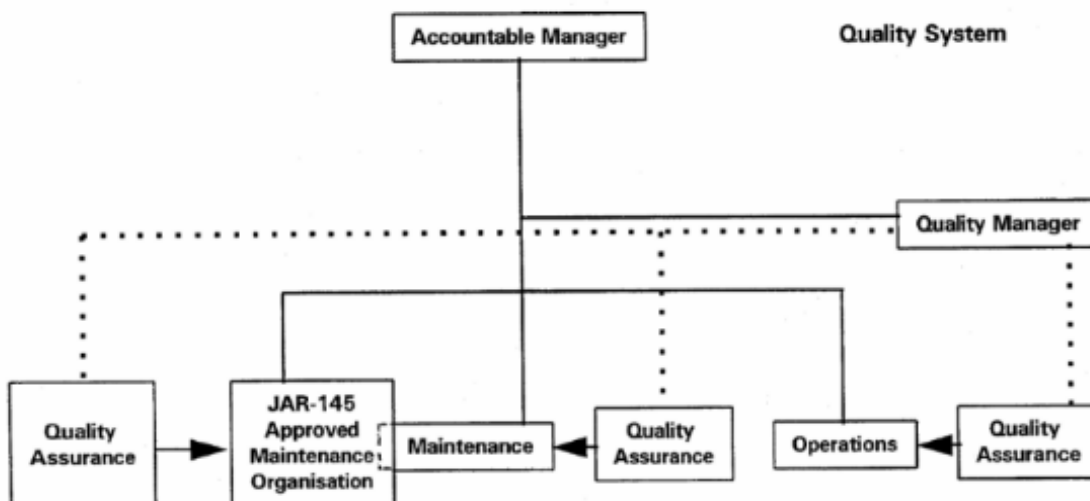 Accountable Manager
Quality System
Quality Manager
Quality
Assurance
JAR-145
Approved
Maintenance
Organisation
Maintenance
Quality
Assurance
Operations
Quality
Assurance